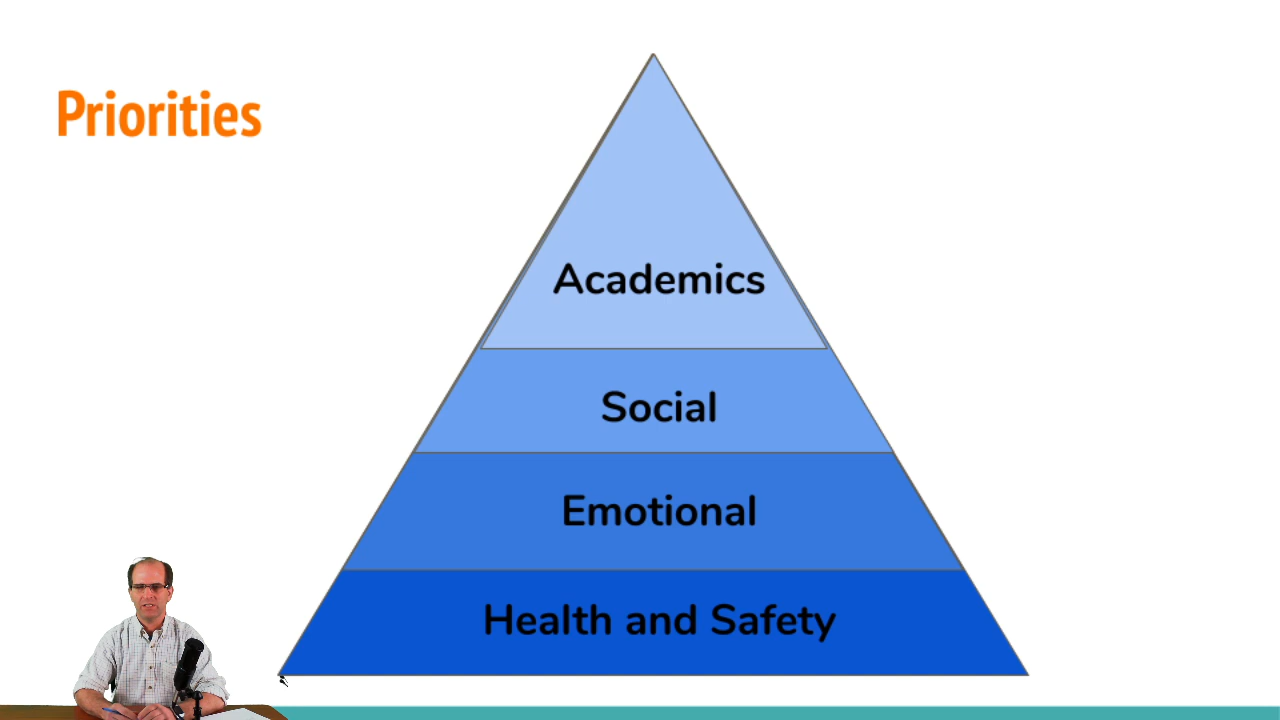 Priorities
Academics
Social
Emotional
Health and Safety